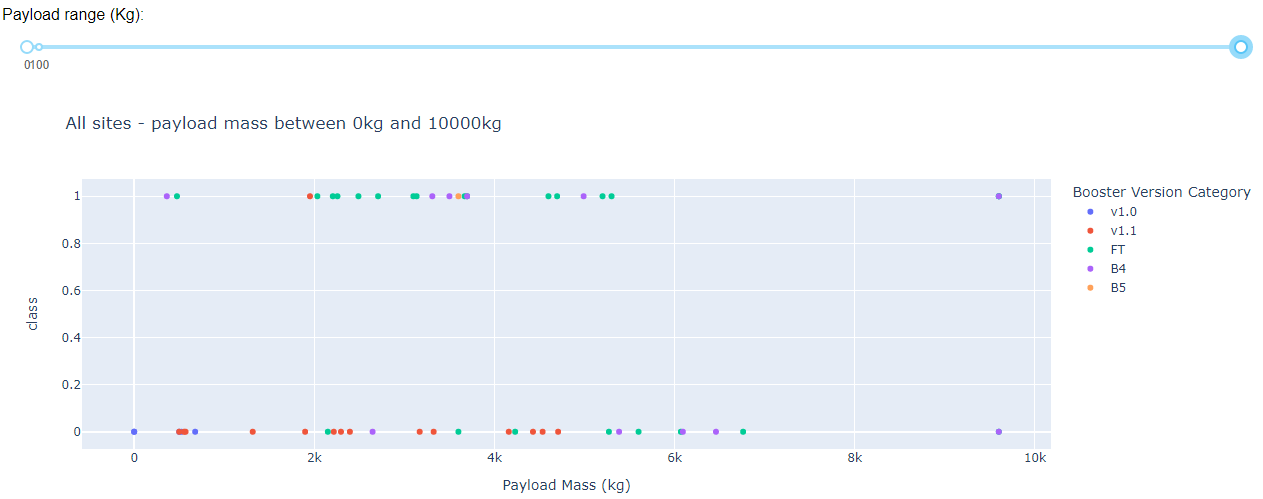 Payload range (Kg):
0100
All sites - payload mass between 0kg and 10000kg
class
1
0.8
0.6
0.4
0.2
0
0 2k 4k 6k 8k 10k
Payload Mass (kg)
Booster Version Category
v1.0
v1.1
FT
B4
B5